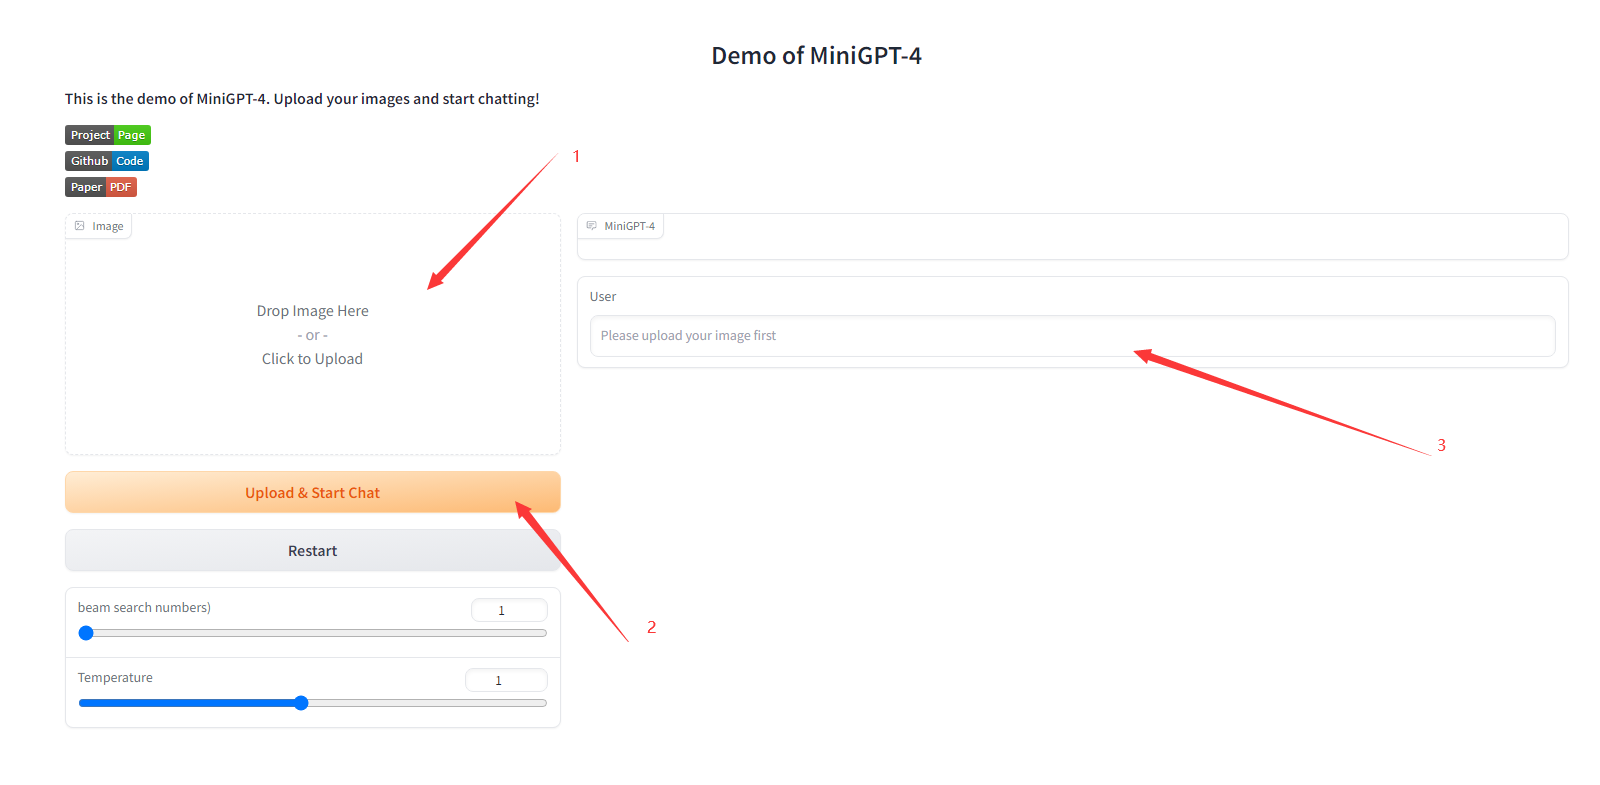 Demo of MiniGPT-4
This is the demo of MiniGPT-4. Upload your images and start chatting!
Project Page
Github Code
Paper PDF
1
Image
Drop Image Here
- or -
Click to Upload
Upload & Start Chat
Restart
2
beam search numbers)
1
Temperature
1
MiniGPT-4
User
Please upload your image first
3